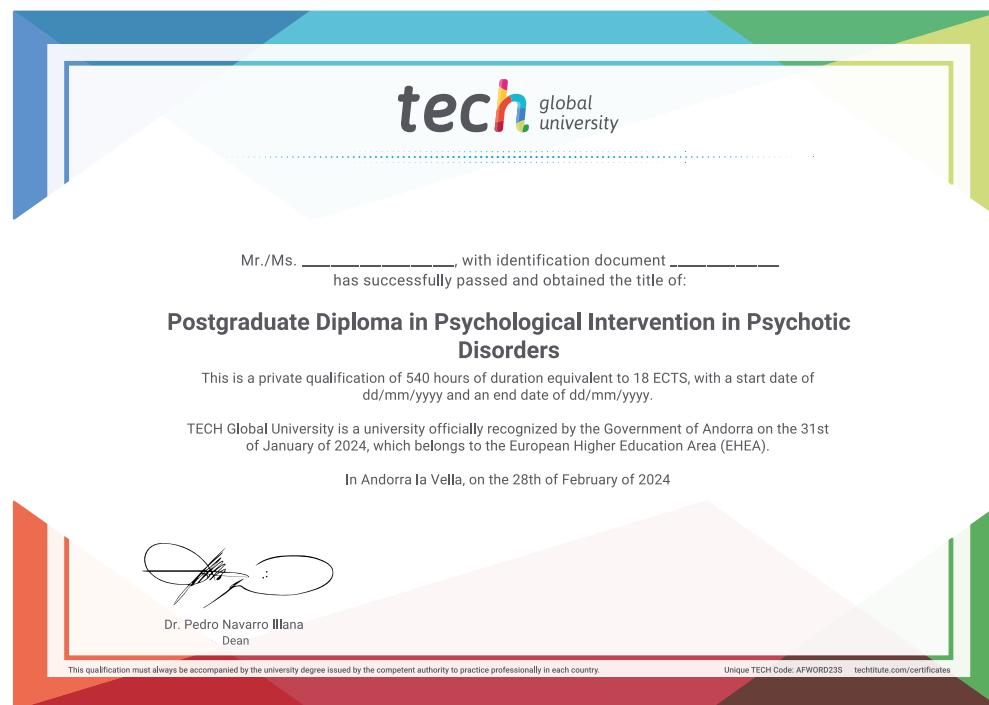 tech global university
Mr./Ms. ____________________, with identification document ______________
has successfully passed and obtained the title of:
Postgraduate Diploma in Psychological Intervention in Psychotic
Disorders
This is a private qualification of 540 hours of duration equivalent to 18 ECTS, with a start date of
dd/mm/yyyy and an end date of dd/mm/yyyy.
TECH Global University is a university officially recognized by the Government of Andorra on the 31st
of January of 2024, which belongs to the European Higher Education Area (EHEA).
In Andorra la Vella, on the 28th of February of 2024
Dr. Pedro Navarro Illana
Dean
This qualification must always be accompanied by the university degree issued by the competent authority to practice professionally in each country. Unique TECH Code: AFWORD23S techtitute.com/certificates